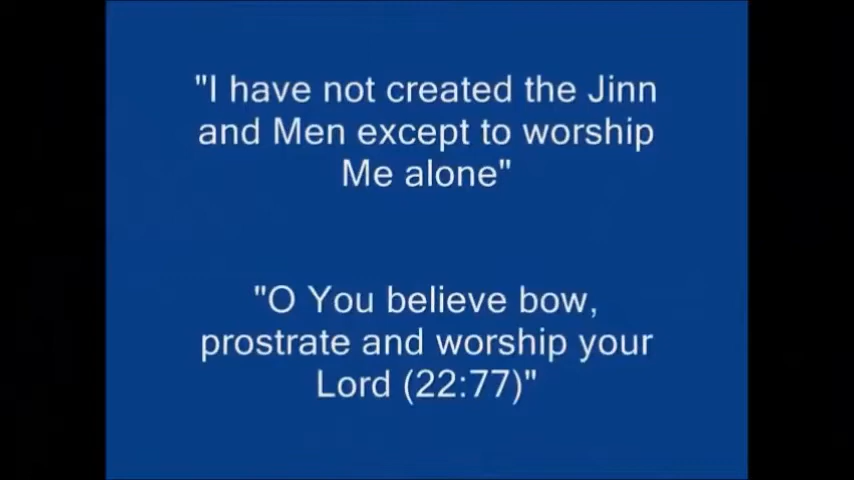 "I have not created the Jinn
and Men except to worship
Me alone"
"O You believe bow,
prostrate and worship your
Lord (22:77)"